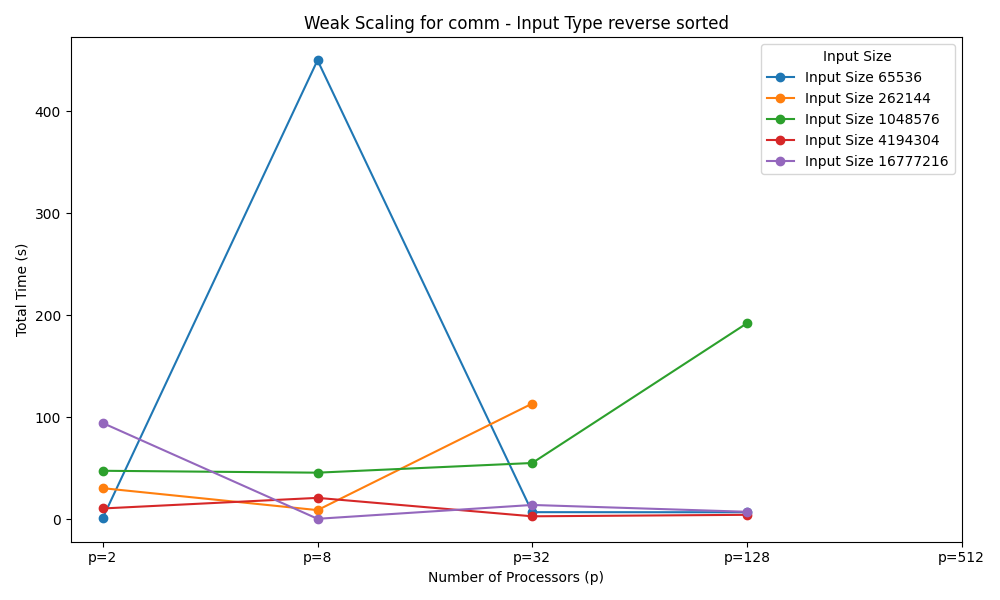 Weak Scaling for comm - Input Type reverse sorted
Total Time (s)
400
300
200
100
0
Input Size
Input Size 65536
Input Size 262144
Input Size 1048576
Input Size 4194304
Input Size 16777216
p=2
p=8
p=32
p=128
p=512
Number of Processors (p)